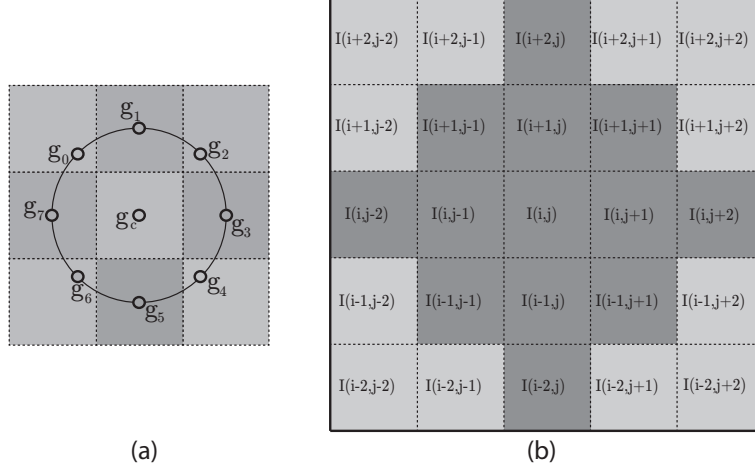 g1
g0
g2
g7
gc
g3
g6
g4
g5
(a)
I(i+2,j-2) I(i+2,j-1) I(i+2,j) I(i+2,j+1) I(i+2,j+2)
I(i+1,j-2) I(i+1,j-1) I(i+1,j) I(i+1,j+1) I(i+1,j+2)
I(i,j-2) I(i,j-1) I(i,j) I(i,j+1) I(i,j+2)
I(i-1,j-2) I(i-1,j-1) I(i-1,j) I(i-1,j+1) I(i-1,j+2)
I(i-2,j-2) I(i-2,j-1) I(i-2,j) I(i-2,j+1) I(i-2,j+2)
(b)